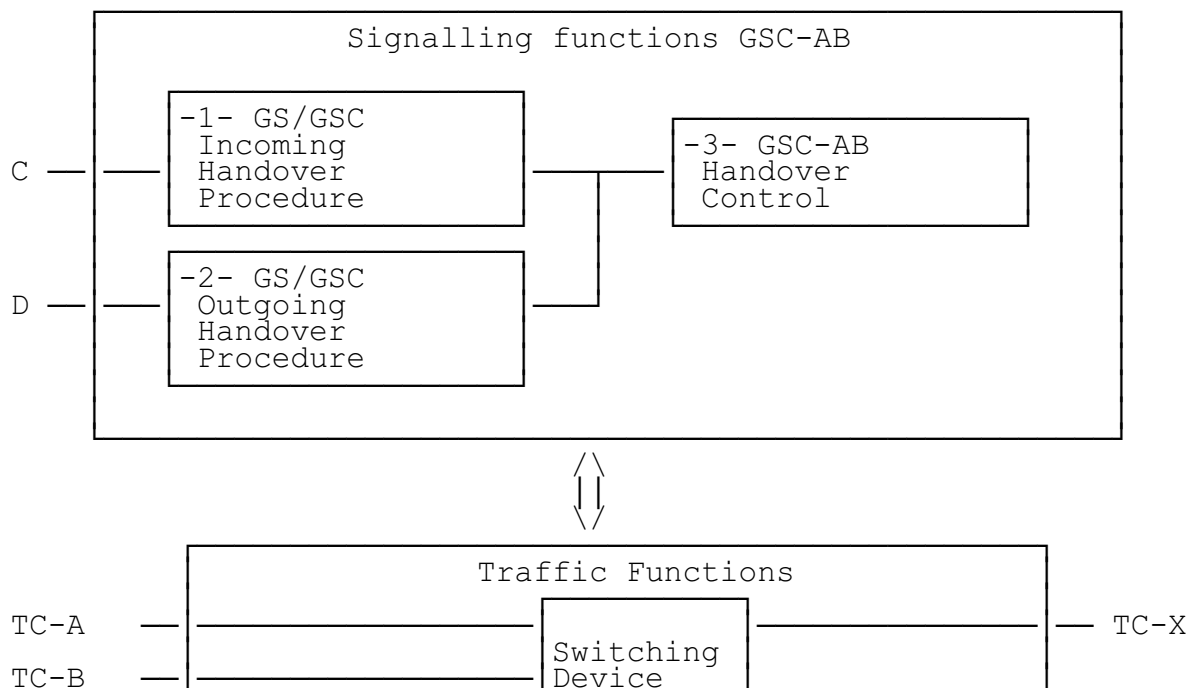 Signalling functions GSC-AB
-1- GS/GSC
Incoming
Handover
Procedure
-3- GSC-AB
Handover
Control
C
-2- GS/GSC
Outgoing
Handover
Procedure
D
Traffic Functions
TC-A
TC-X
Switching
TC-B
Device